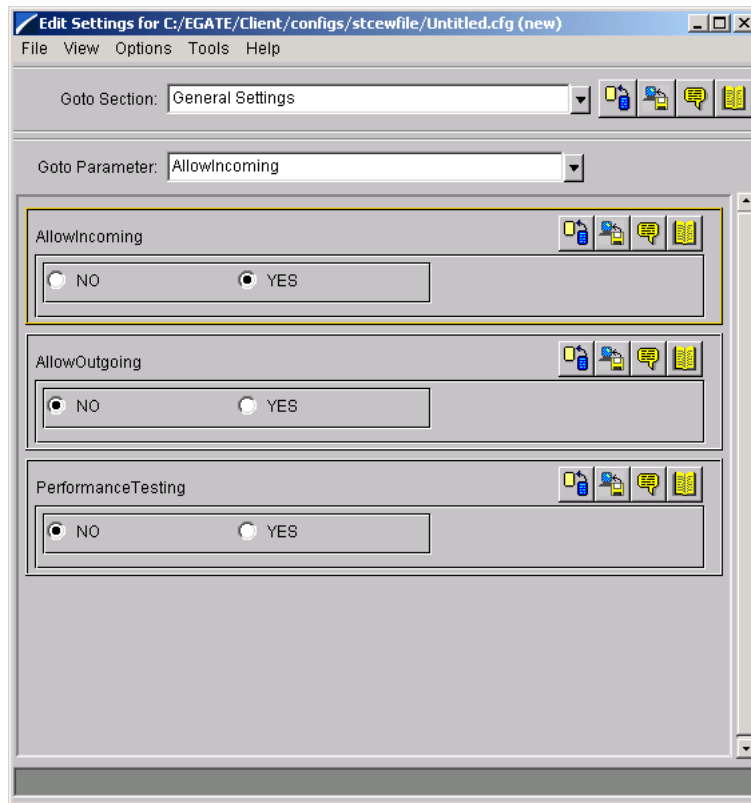 Edit Settings for C:/EGATE/Client/configs/stcewfile/Untitled.cfg (new)
File View Options Tools Help
Goto Section: General Settings
Goto Parameter: AllowIncoming
AllowIncoming
NO YES
AllowOutgoing
NO YES
PerformanceTesting
NO YES